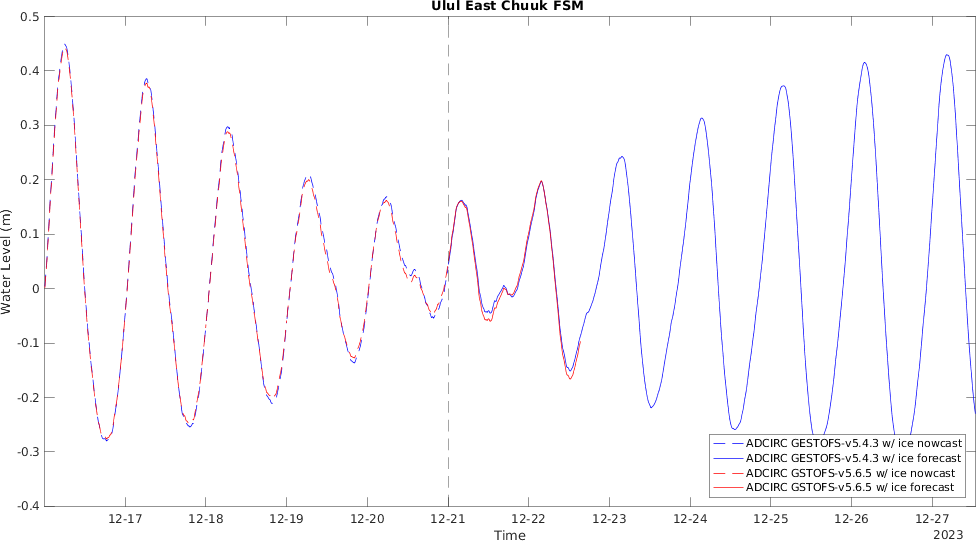 Ulul East Chuuk FSM
0.5
0.4
0.3
0.2
0.1
0
-0.1
-0.2
-0.3
-0.4
Water Level (m)
ADCIRC GESTOFS-v5.4.3 w/ ice nowcast
ADCIRC GESTOFS-v5.4.3 w/ ice forecast
ADCIRC GSTOFS-v5.6.5 w/ ice nowcast
ADCIRC GSTOFS-v5.6.5 w/ ice forecast
12-17 12-18 12-19 12-20 12-21 12-22 12-23 12-24 12-25 12-26 12-27
Time
2023